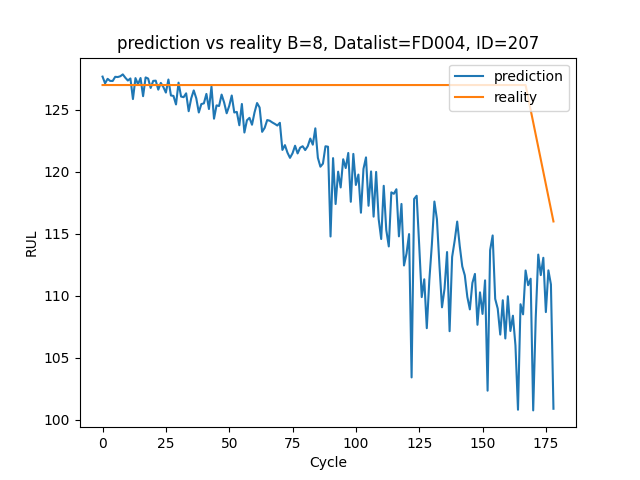 prediction vs reality B=8, Datalist=FD004, ID=207
prediction
reality
125
120
115
110
105
100
RUL
0
25
50
75
100
125
150
175
Cycle